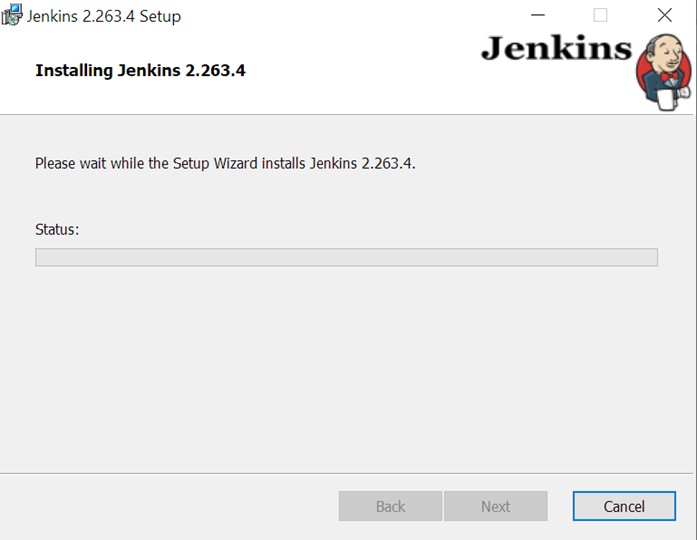 Jenkins 2.263.4 Setup
Jenkins
Installing Jenkins 2.263.4
Please wait while the Setup Wizard installs Jenkins 2.263.4.
Status:
Back Next Cancel